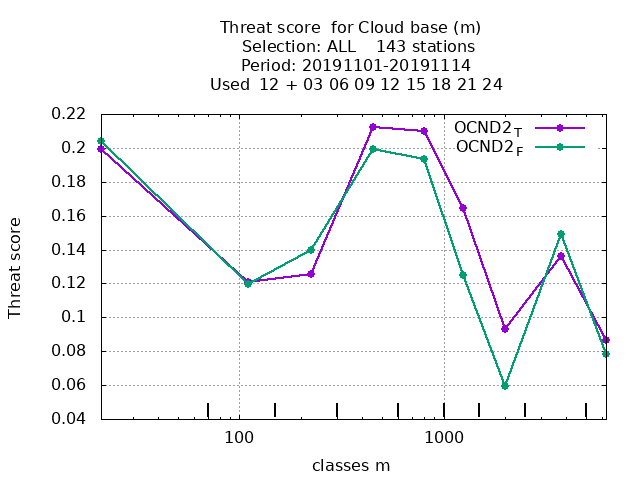 Threat score  for Cloud base (m)
Selection: ALL    143 stations
Period: 20191101-20191114
Used  12 + 03 06 09 12 15 18 21 24
OCND2T
OCND2F
0.22
0.2
0.18
0.16
0.14
0.12
0.1
0.08
0.06
0.04
Threat score
100
1000
classes m